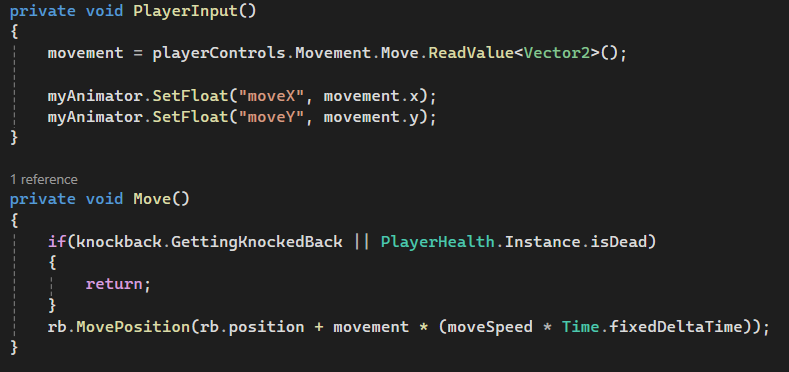 private void PlayerInput()
{
movement = playerControls.Movement.Move.ReadValue<Vector2>();
myAnimator.SetFloat("moveX", movement.x);
myAnimator.SetFloat("moveY", movement.y);
}
1 reference
private void Move()
{
if(knockback.GettingKnockedBack || PlayerHealth.Instance.isDead)
{
return;
}
rb.MovePosition(rb.position + movement * (moveSpeed * Time.fixedDeltaTime));
}